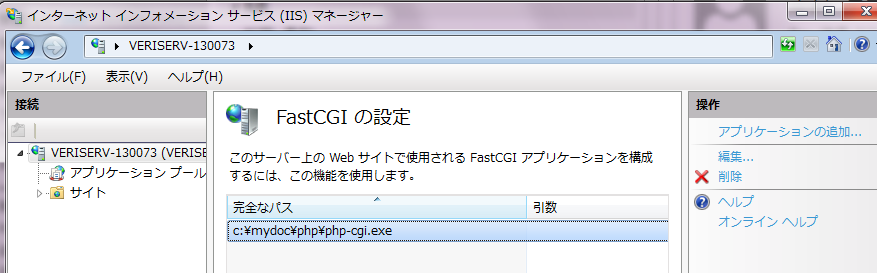 インターネット インフォメーション サービス (IIS) マネージャー
VERISERV-130073
ファイル(F) 表示(V) ヘルプ(H)
接続
VERISERV-130073 (VERISE
アプリケーション プール
サイト
FastCGI の設定
このサーバー上の Web サイトで使用される FastCGI アプリケーションを構成
するには、この機能を使用します。
完全なパス 引数
c:¥mydoc¥php¥php-cgi.exe
操作
アプリケーションの追加...
編集...
削除
ヘルプ
オンライン ヘルプ